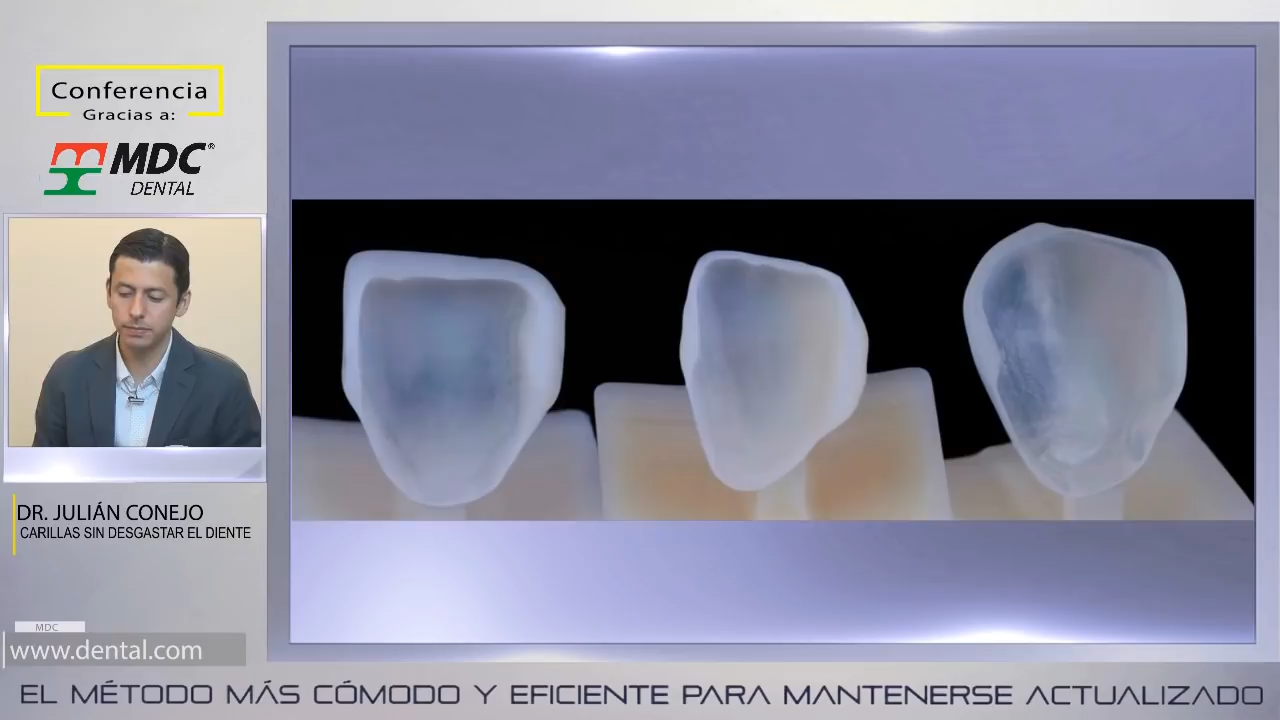 Conferencia
Gracias a:
MDC®
DENTAL
DR. JULIÁN CONEJO
CARILLAS SIN DESGASTAR EL DIENTE
MDC
www.dental.com
EL MÉTODO MÁS CÓMODO Y EFICIENTE PARA MANTENERSE ACTUALIZADO